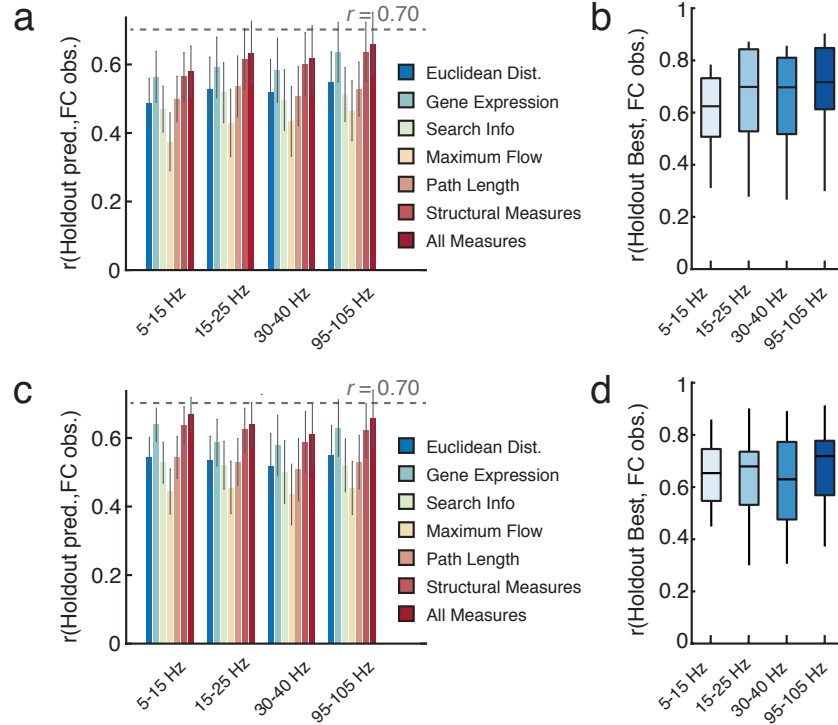 a
r = 0.70
r(Holdout pred.,FC obs.)
0.6
0.4
0.2
0
5-15 Hz
15-25 Hz
30-40 Hz
95-105 Hz
Euclidean Dist.
Gene Expression
Search Info
Maximum Flow
Path Length
Structural Measures
All Measures
b
r(Holdout Best, FC obs.)
1
0.8
0.6
0.4
0.2
0
5-15 Hz
15-25 Hz
30-40 Hz
95-105 Hz
c
r = 0.70
r(Holdout pred.,FC obs.)
0.6
0.4
0.2
0
5-15 Hz
15-25 Hz
30-40 Hz
95-105 Hz
Euclidean Dist.
Gene Expression
Search Info
Maximum Flow
Path Length
Structural Measures
All Measures
d
r(Holdout Best, FC obs.)
1
0.8
0.6
0.4
0.2
0
5-15 Hz
15-25 Hz
30-40 Hz
95-105 Hz